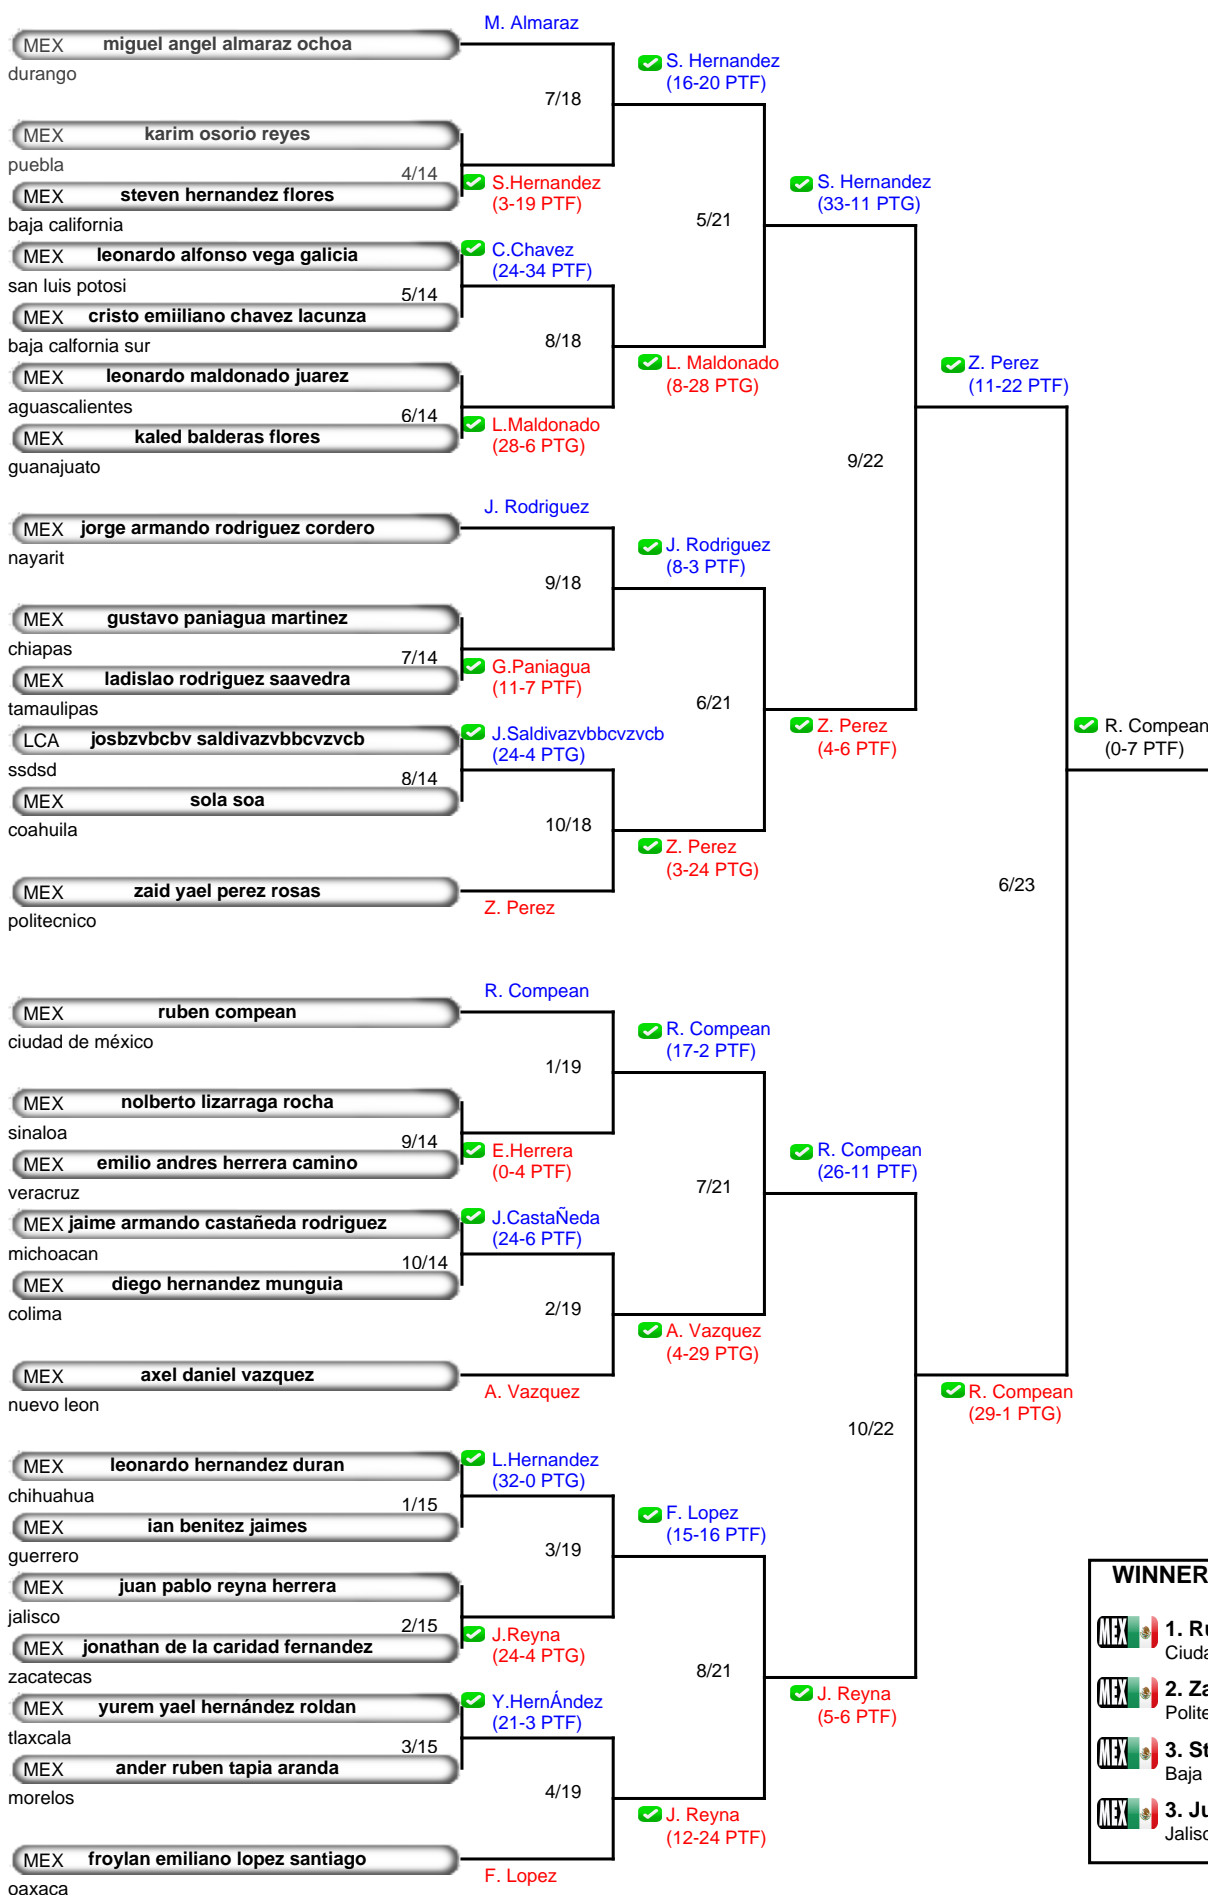 M. Almaraz
MEX miguel angel almaraz ochoa
durango
S. Hernandez
(16-20 PTF)
7/18
MEX karim osorio reyes
puebla
4/14
S.Hernandez
(3-19 PTF)
MEX steven hernandez flores
baja california
S. Hernandez
(33-11 PTG)
5/21
MEX leonardo alfonso vega galicia
san luis potosi
C.Chavez
(24-34 PTF)
5/14
MEX cristo emiiliano chavez lacunza
baja calfornia sur
8/18
L. Maldonado
(8-28 PTG)
MEX leonardo maldonado juarez
aguascalientes
6/14
L.Maldonado
(28-6 PTG)
MEX kaled balderas flores
guanajuato
Z. Perez
(11-22 PTF)
9/22
J. Rodriguez
MEX jorge armando rodriguez cordero
nayarit
J. Rodriguez
(8-3 PTF)
9/18
MEX gustavo paniagua martinez
chiapas
7/14
G.Paniagua
(11-7 PTF)
MEX ladislao rodriguez saavedra
tamaulipas
6/21
Z. Perez
(4-6 PTF)
LCA josbzvbcbv saldivazvbbcvzvcb
ssdsd
J.Saldivazvbbcvzvcb
(24-4 PTG)
8/14
MEX sola soa
coahuila
10/18
Z. Perez
(3-24 PTG)
MEX zaid yael perez rosas
politecnico
Z. Perez
R. Compean
(0-7 PTF)
6/23
R. Compean
MEX ruben compean
ciudad de méxico
R. Compean
(17-2 PTF)
1/19
MEX nolberto lizarraga rocha
sinaloa
9/14
E.Herrera
(0-4 PTF)
MEX emilio andres herrera camino
veracruz
R. Compean
(26-11 PTF)
7/21
MEX jaime armando castañeda rodriguez
michoacan
J.CastaÑeda
(24-6 PTF)
10/14
MEX diego hernandez munguia
colima
2/19
A. Vazquez
(4-29 PTG)
MEX axel daniel vazquez
nuevo leon
A. Vazquez
R. Compean
(29-1 PTG)
10/22
MEX leonardo hernandez duran
chihuahua
L.Hernandez
(32-0 PTG)
1/15
MEX ian benitez jaimes
guerrero
F. Lopez
(15-16 PTF)
3/19
MEX juan pablo reyna herrera
jalisco
2/15
J.Reyna
(24-4 PTG)
MEX jonathan de la caridad fernandez
zacatecas
8/21
J. Reyna
(5-6 PTF)
MEX yurem yael hernández roldan
tlaxcala
Y.HernÁndez
(21-3 PTF)
3/15
MEX ander ruben tapia aranda
morelos
4/19
J. Reyna
(12-24 PTF)
MEX froylan emiliano lopez santiago
oaxaca
F. Lopez
WINNER
MEX 1. Ru
Ciuda
MEX 2. Za
Polite
MEX 3. St
Baja
MEX 3. Ju
Jalisc